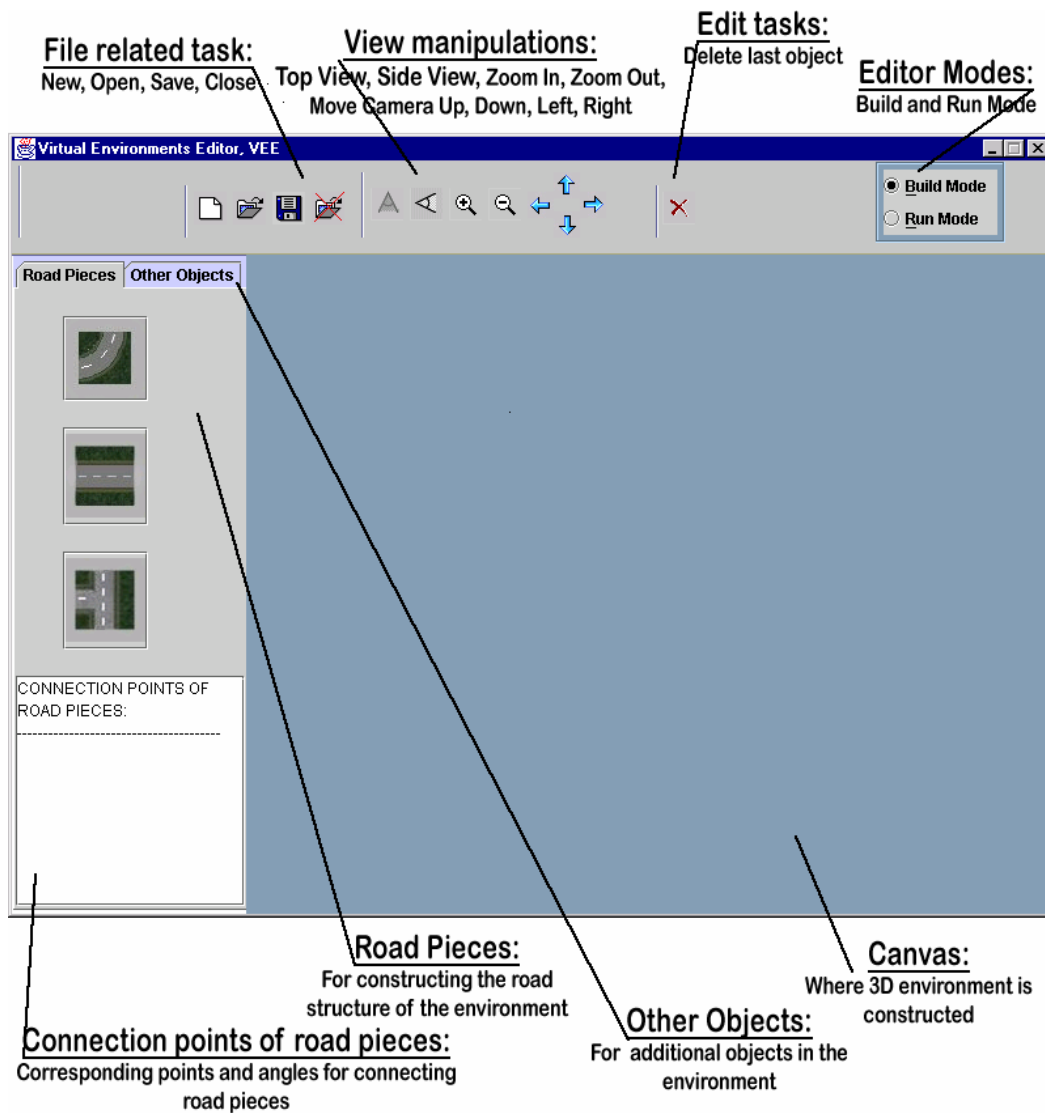 File related task:
New, Open, Save, Close
View manipulations:
Top View, Side View, Zoom In, Zoom Out,
Move Camera Up, Down, Left, Right
Edit tasks:
Delete last object
Editor Modes:
Build and Run Mode
Virtual Environments Editor, VEE
Build Mode
Run Mode
Road Pieces
Other Objects
CONNECTION POINTS OF
ROAD PIECES:
-----------------------------------
Road Pieces:
For constructing the road
structure of the environment
Canvas:
Where 3D environment is
constructed
Other Objects:
For additional objects in the
environment
Connection points of road pieces:
Corresponding points and angles for connecting
road pieces